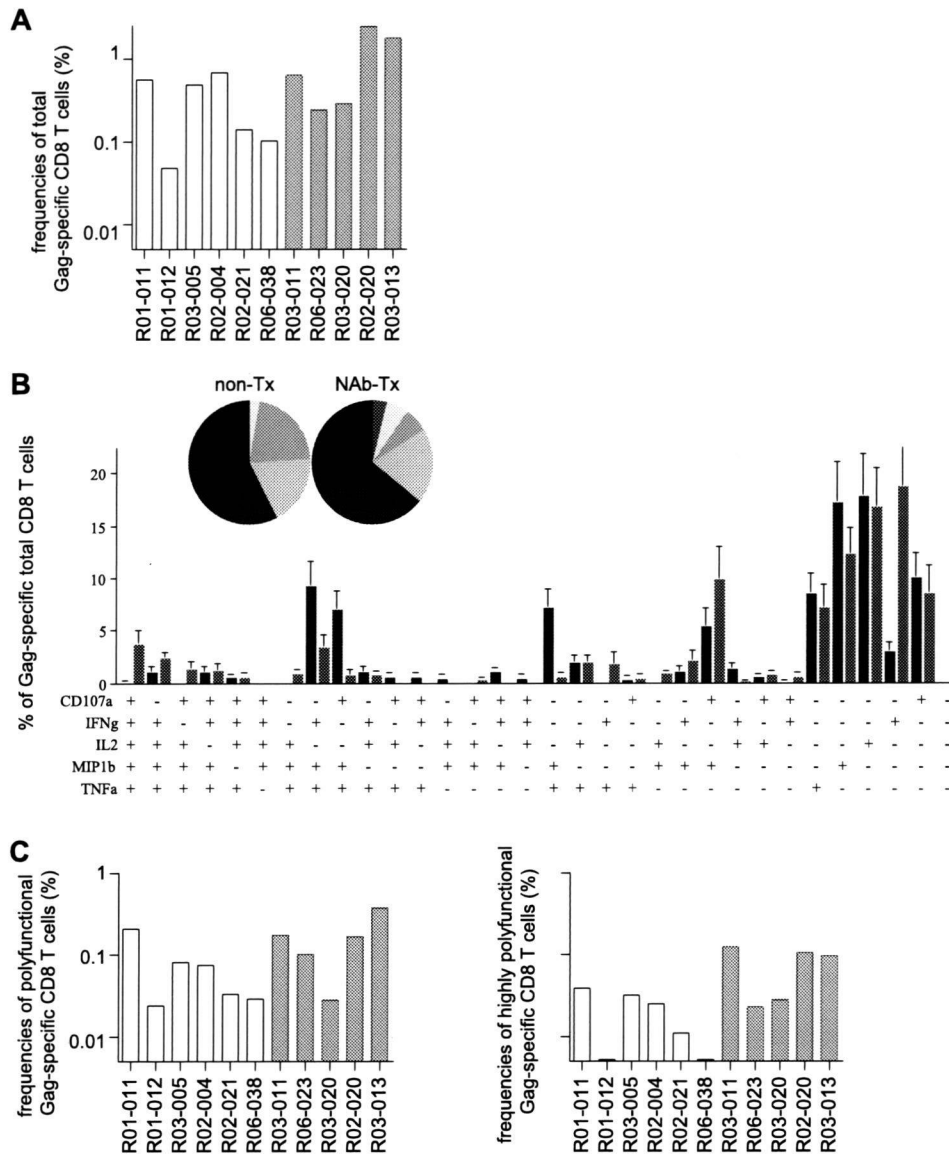 A
frequencies of total
Gag-specific CD8 T cells (%)
1
0.1
0.01
R01-011
R01-012
R03-005
R02-004
R02-021
R06-038
R03-011
R06-023
R03-020
R02-020
R03-013
B
non-Tx NAb-Tx
% of Gag-specific total CD8 T cells
20
15
10
5
0
CD107a + - + + + + - - + - + + - + + + - - - + - - + - + + - - - - + -
IFNg + + - + + + - + - + - + + - + + - - + - - + - + - + - - - + - -
IL2 + + + - + + + - - + + - + + - + - + - - + - - + + - - - + - - -
MIP1b + + + + - + + + + - - - + + + - + - - - + + + - - - - + - - - -
TNFa + + + + + - + + + + + + - - - - + + + + - - - - - - + - - - - -
C
frequencies of polyfunctional
Gag-specific CD8 T cells (%)
1
0.1
0.01
R01-011
R01-012
R03-005
R02-004
R02-021
R06-038
R03-011
R06-023
R03-020
R02-020
R03-013
frequencies of highly polyfunctional
Gag-specific CD8 T cells (%)
R01-011
R01-012
R03-005
R02-004
R02-021
R06-038
R03-011
R06-023
R03-020
R02-020
R03-013